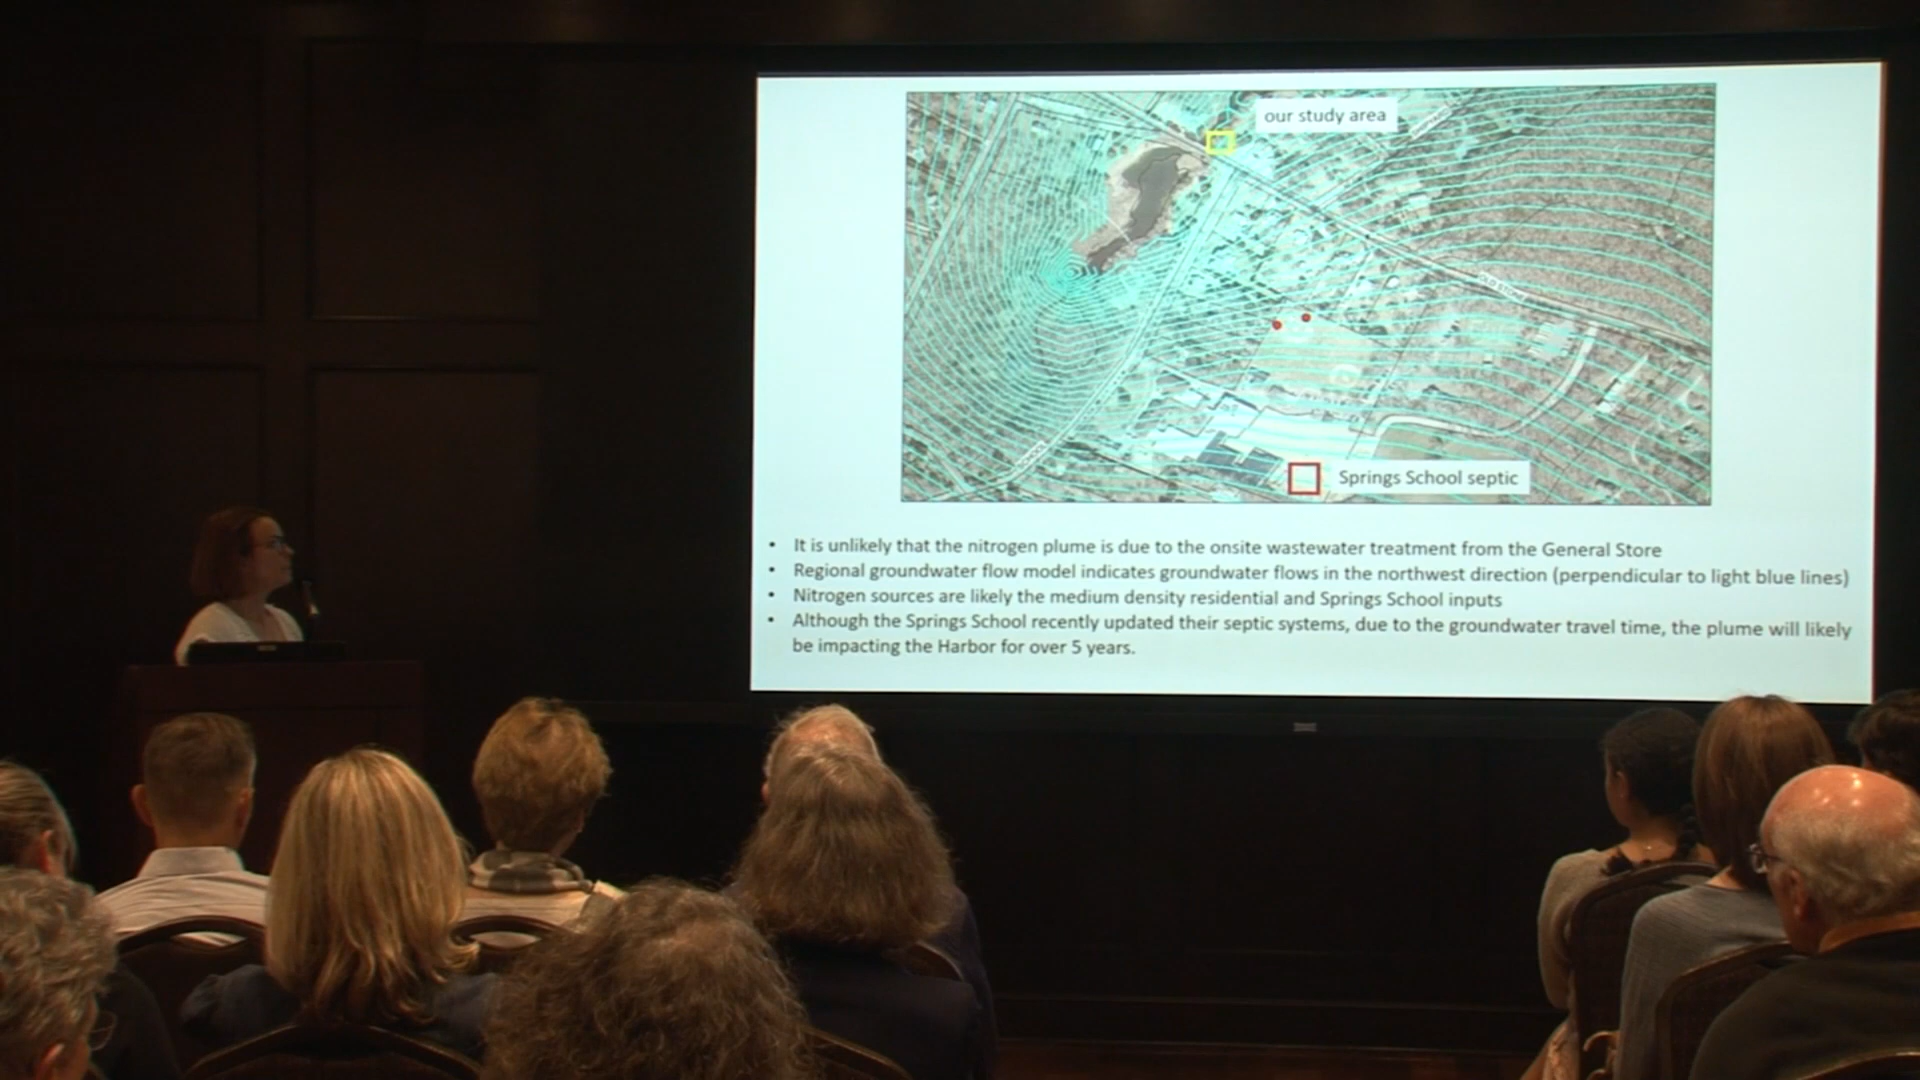 our study area
OLD STONE
SCHOOL
Springs School septic
• It is unlikely that the nitrogen plume is due to the onsite wastewater treatment from the General Store
• Regional groundwater flow model indicates groundwater flows in the northwest direction (perpendicular to light blue lines)
• Nitrogen sources are likely the medium density residential and Springs School inputs
• Although the Springs School recently updated their septic systems, due to the groundwater travel time, the plume will likely
be impacting the Harbor for over 5 years.